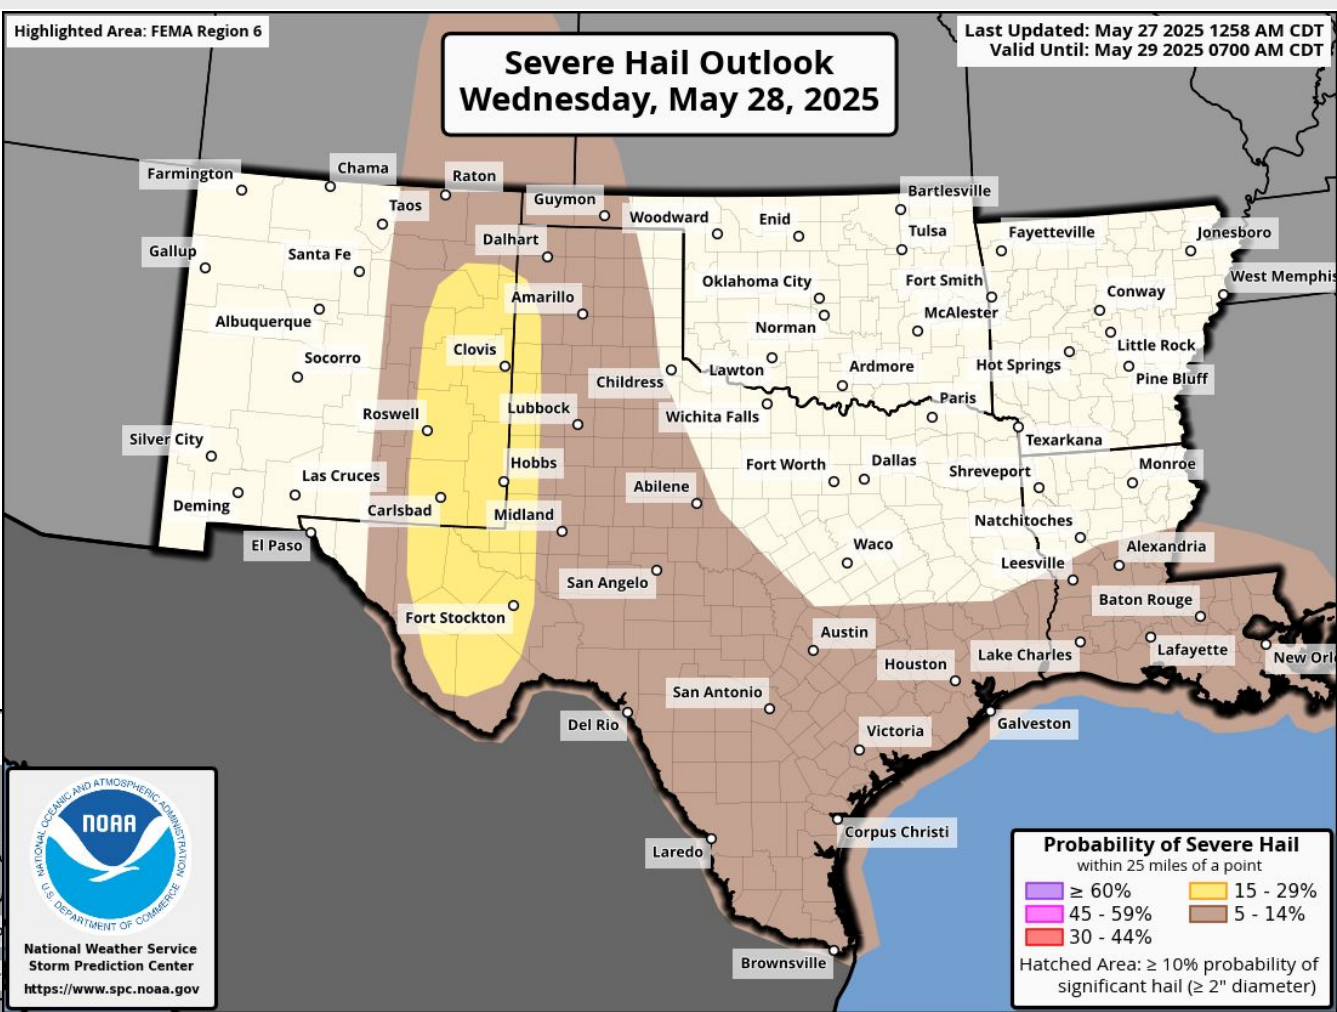 Highlighted Area: FEMA Region 6
Severe Hail Outlook
Wednesday, May 28, 2025
Last Updated: May 27 2025 1258 AM CDT
Valid Until: May 29 2025 0700 AM CDT
Farmington
Chama
Raton
Taos
Guymon
Woodward
Enid
Bartlesville
Tulsa
Fayetteville
Jonesboro
Gallup
Santa Fe
Dalhart
Oklahoma City
Fort Smith
West Memphis
Albuquerque
Amarillo
Norman
McAlester
Conway
Socorro
Clovis
Childress
Lawton
Ardmore
Hot Springs
Little Rock
Pine Bluff
Roswell
Lubbock
Wichita Falls
Paris
Texarkana
Silver City
Las Cruces
Hobbs
Fort Worth
Dallas
Shreveport
Monroe
Deming
Carlsbad
Midland
Abilene
Natchitoches
El Paso
San Angelo
Waco
Leesville
Alexandria
Fort Stockton
Austin
Baton Rouge
Houston
Lake Charles
Lafayette
New Orl
Del Rio
San Antonio
Victoria
Galveston
Laredo
Corpus Christi
Brownsville
NATIONAL OCEANIC AND ATMOSPHERIC ADMINISTRATION
NOAA
U.S. DEPARTMENT OF COMMERCE
National Weather Service
Storm Prediction Center
https://www.spc.noaa.gov
Probability of Severe Hail
within 25 miles of a point
≥ 60% 15 - 29%
45 - 59% 5 - 14%
30 - 44%
Hatched Area: ≥ 10% probability of
significant hail (≥ 2" diameter)